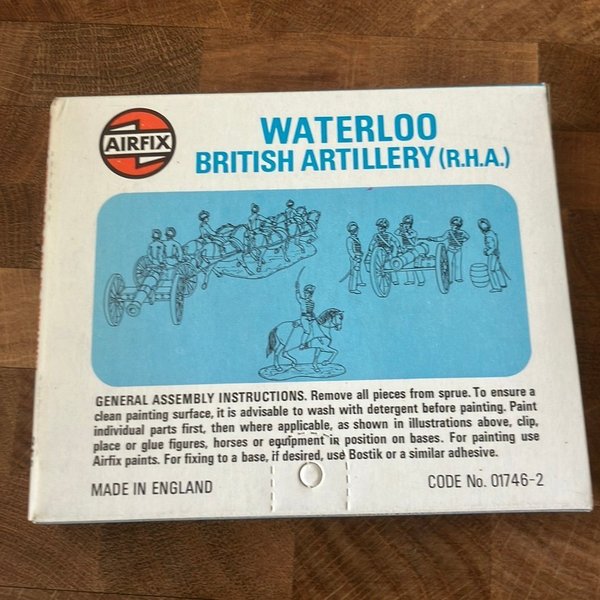 AIRFIX
WATERLOO
BRITISH ARTILLERY (R.H.A.)
GENERAL ASSEMBLY INSTRUCTIONS. Remove all pieces from sprue. To ensure a
clean painting surface, it is advisable to wash with detergent before painting. Paint
individual parts first, then where applicable, as shown in illustrations above, clip,
place or glue figures, horses or equipment in position on bases. For painting use
Airfix paints. For fixing to a base, if desired, use Bostik or a similar adhesive.
MADE IN ENGLAND
CODE No. 01746-2